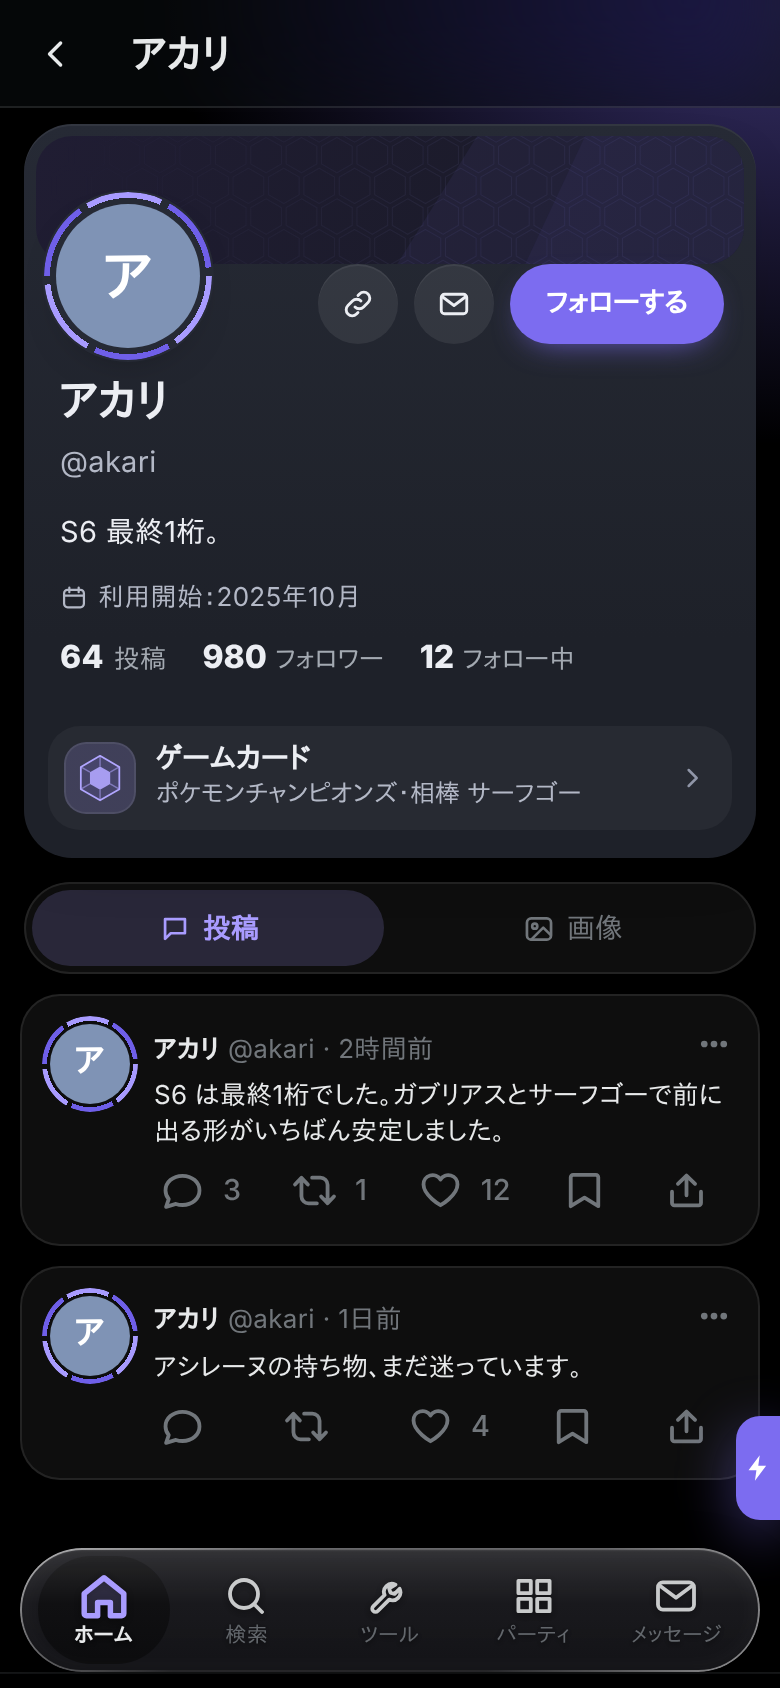 アカリ
ア
フォローする
アカリ
@akari
S6 最終1桁。
利用開始:2025年10月
64 投稿 980 フォロワー 12 フォロー中
ゲームカード
ポケモンチャンピオンズ·相棒 サーフゴー
投稿 画像
ア
アカリ @akari · 2時間前
S6 は最終1桁でした。ガブリアスとサーフゴーで前に
出る形がいちばん安定しました。
3 1 12
ア
アカリ @akari · 1日前
アシレーヌの持ち物、まだ迷っています。
4
ホーム 検索 ツール パーティ メッセージ